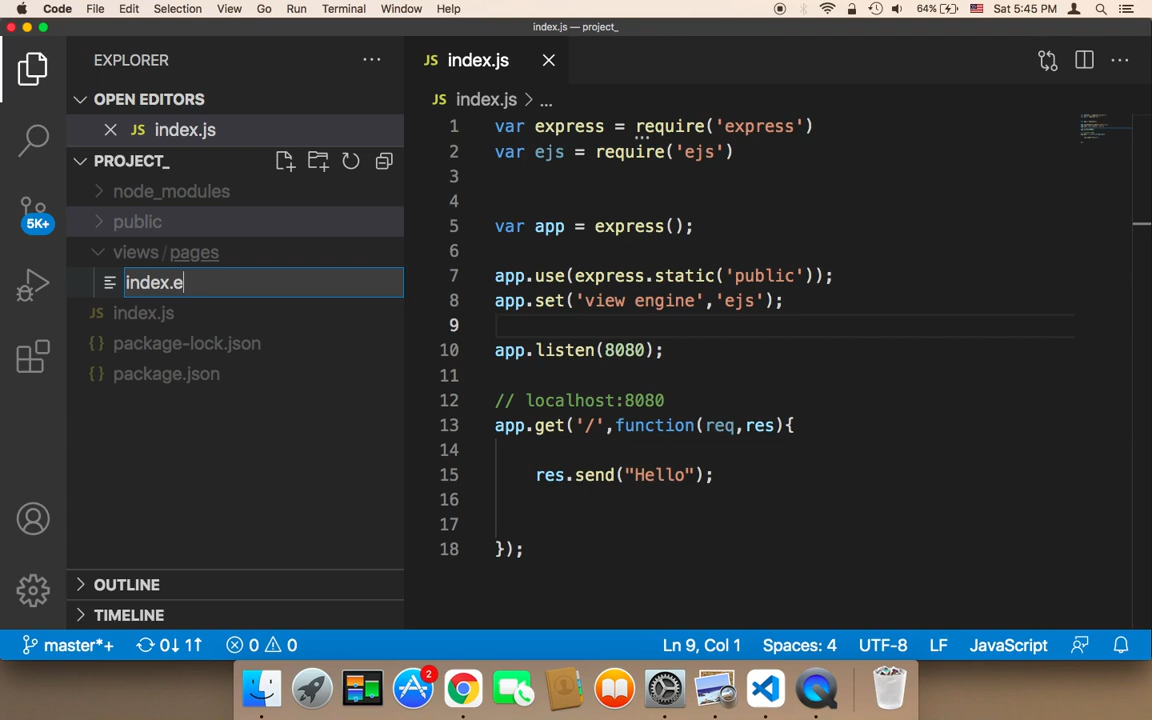 Code File Edit Selection View Go Run Terminal Window Help 64% Sat 5:45 PM
index.js — project_
EXPLORER
OPEN EDITORS
JS index.js
PROJECT_
node_modules
public
views/pages
index.e
JS index.js
{} package-lock.json
{} package.json
OUTLINE
TIMELINE
5K+
JS index.js
JS index.js > ...
1 var express = require('express')
2 var ejs = require('ejs')
3
4
5 var app = express();
6
7 app.use(express.static('public'));
8 app.set('view engine','ejs');
9
10 app.listen(8080);
11
12 // localhost:8080
13 app.get('/',function(req,res){
14
15 res.send("Hello");
16
17
18 });
master*+ 0↓ 1↑ 0 0 Ln 9, Col 1 Spaces: 4 UTF-8 LF JavaScript
2